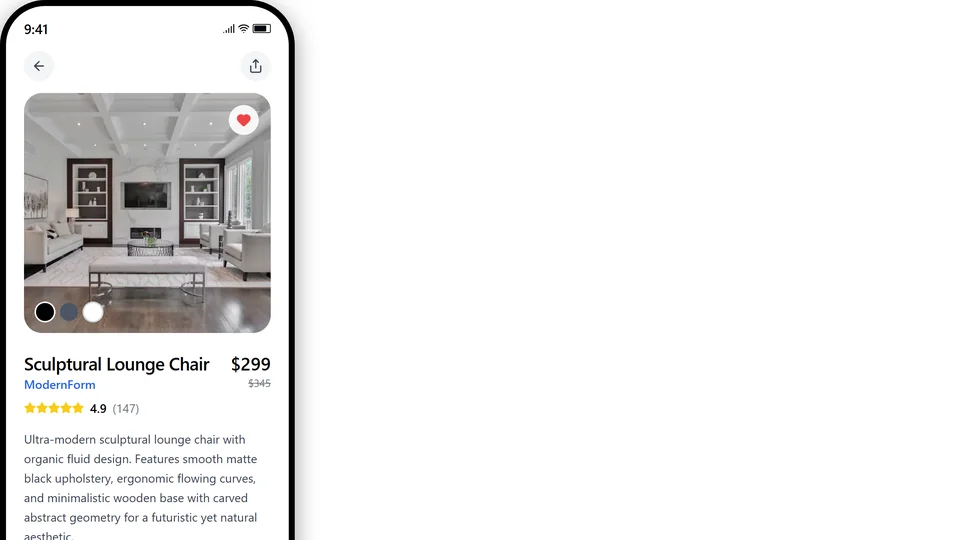 9:41
Sculptural Lounge Chair $299
ModernForm $345
4.9 (147)
Ultra-modern sculptural lounge chair with
organic fluid design. Features smooth matte
black upholstery, ergonomic flowing curves,
and minimalistic wooden base with carved
abstract geometry for a futuristic yet natural
aesthetic.